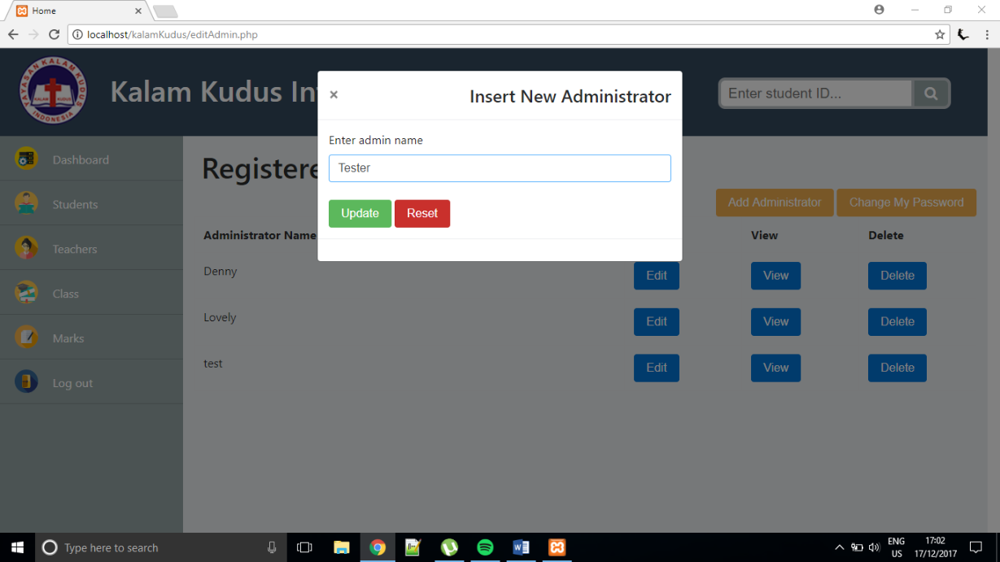 Home
localhost/kalamKudus/editAdmin.php
YAYASAN KALAM KUDUS
KALAM KUDUS
INDONESIA
Kalam Kudus In
Enter student ID...
× Insert New Administrator
Enter admin name
Tester
Update Reset
Dashboard
Students
Teachers
Class
Marks
Log out
Registere
Add Administrator Change My Password
Administrator Name View Delete
Denny Edit View Delete
Lovely Edit View Delete
test Edit View Delete
Type here to search
ENG
US
17:02
17/12/2017